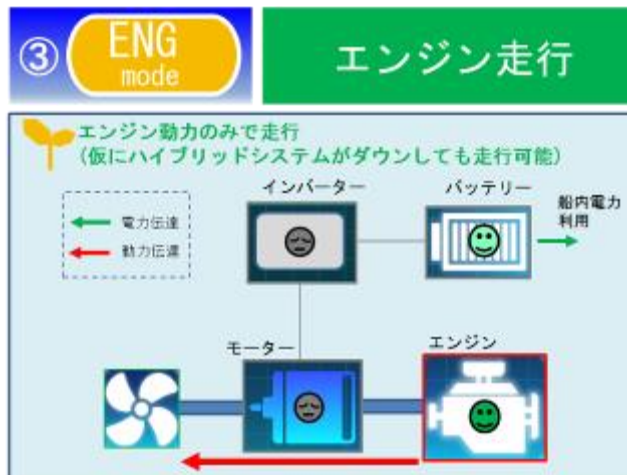 ③ ENG mode
エンジン走行
エンジン動力のみで走行
(仮にハイブリッドシステムがダウンしても走行可能)
インバーター
バッテリー
船内電力
利用
電力伝達
動力伝達
モーター
エンジン